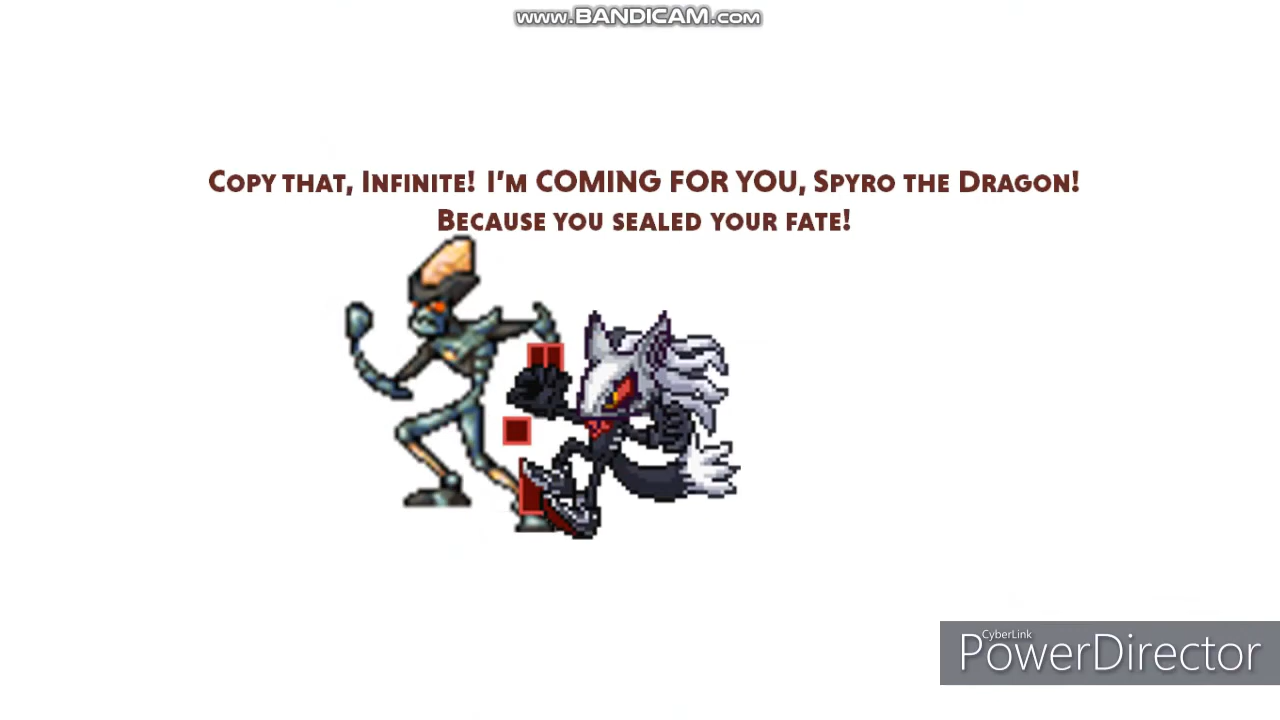 www.BANDICAM.com
Copy that, Infinite! I'm COMING FOR YOU, Spyro the Dragon!
Because you sealed your fate!
CyberLink
PowerDirector